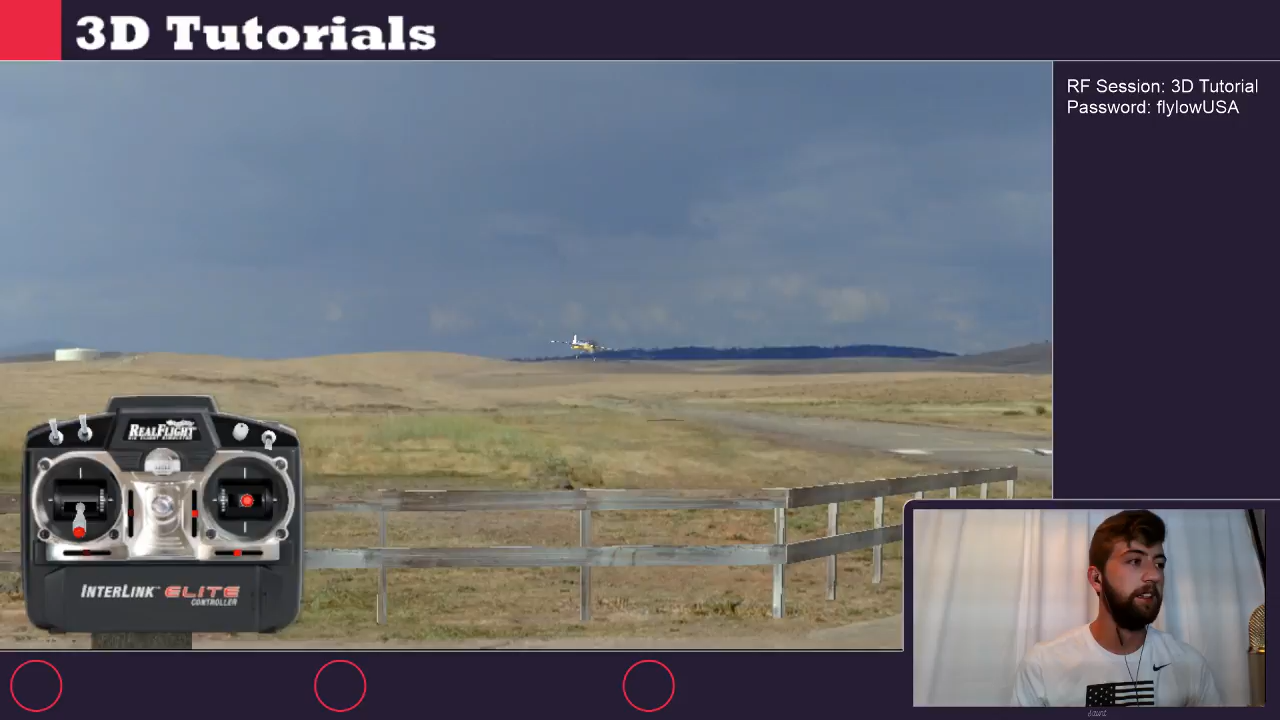 3D Tutorials
RF Session: 3D Tutorial
Password: flylowUSA
REALFLIGHT
INTERLINK ELITE
CONTROLLER